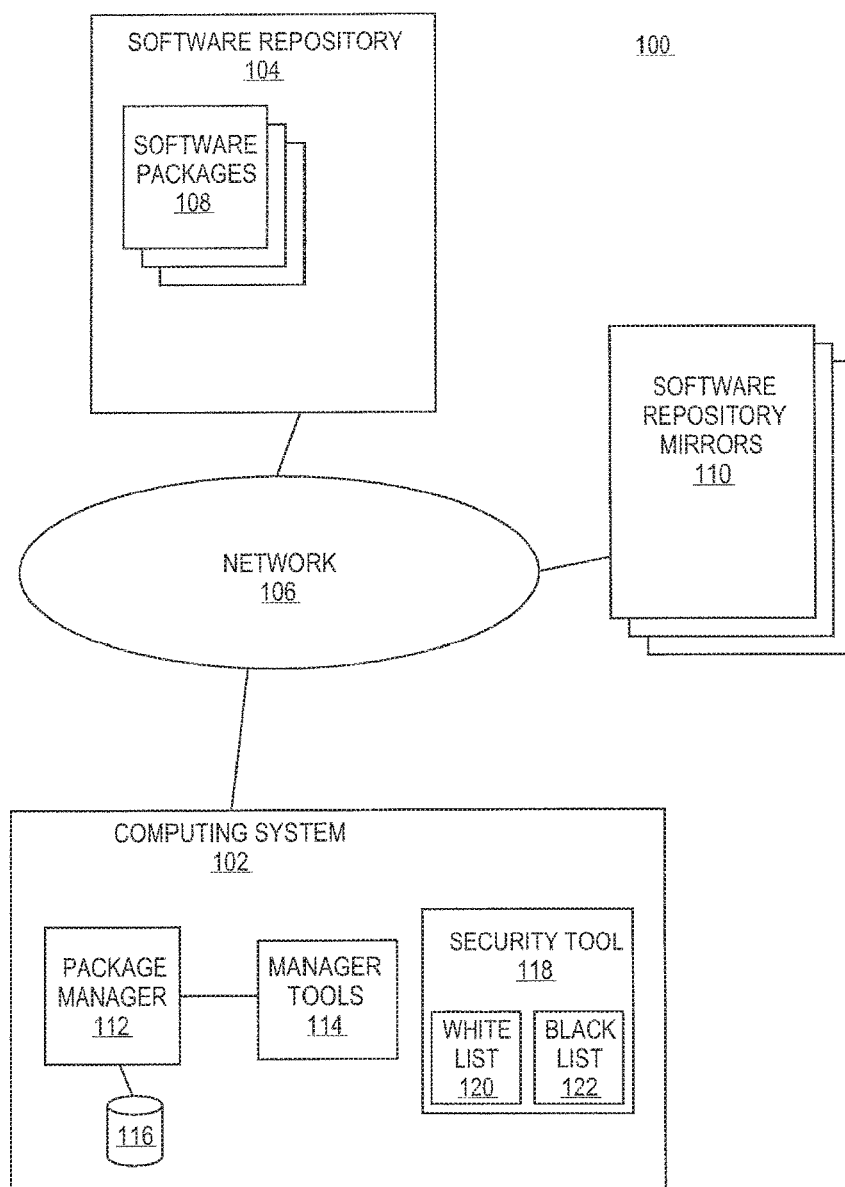 SOFTWARE REPOSITORY
104
100
SOFTWARE
PACKAGES
108
SOFTWARE
REPOSITORY
MIRRORS
110
NETWORK
106
COMPUTING SYSTEM
102
PACKAGE
MANAGER
112
MANAGER
TOOLS
114
SECURITY TOOL
118
WHITE
LIST
120
BLACK
LIST
122
116